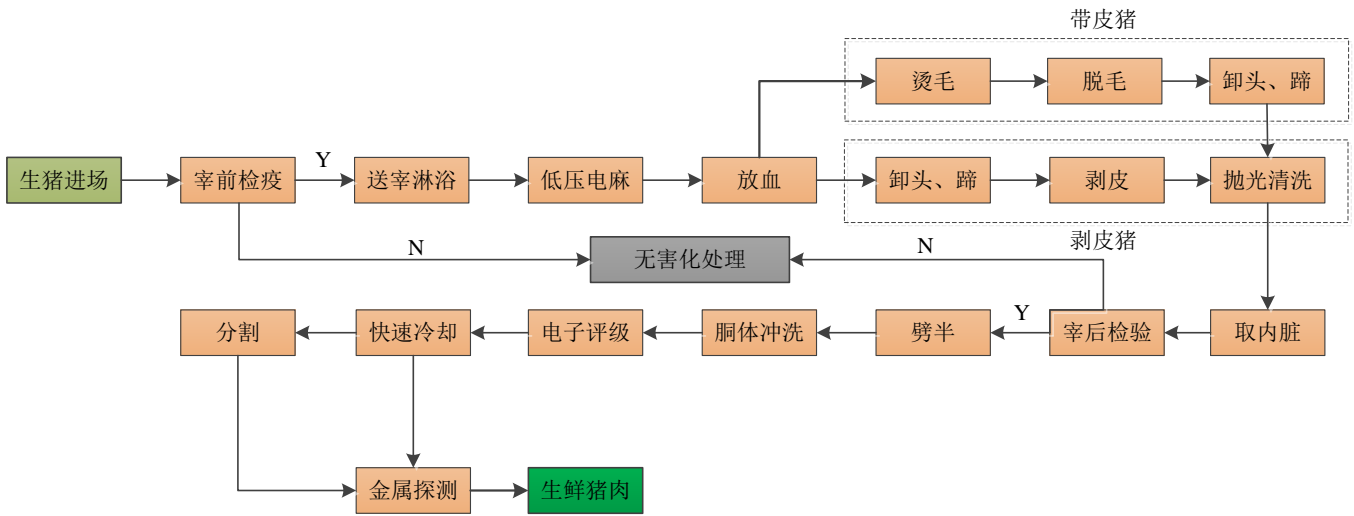 带皮猪
烫毛
脱毛
卸头、蹄
生猪进场
宰前检疫
Y
送宰淋浴
低压电麻
放血
卸头、蹄
剥皮
抛光清洗
剥皮猪
N
无害化处理
N
分割
快速冷却
电子评级
胴体冲洗
劈半
Y
宰后检验
取内脏
金属探测
生鲜猪肉